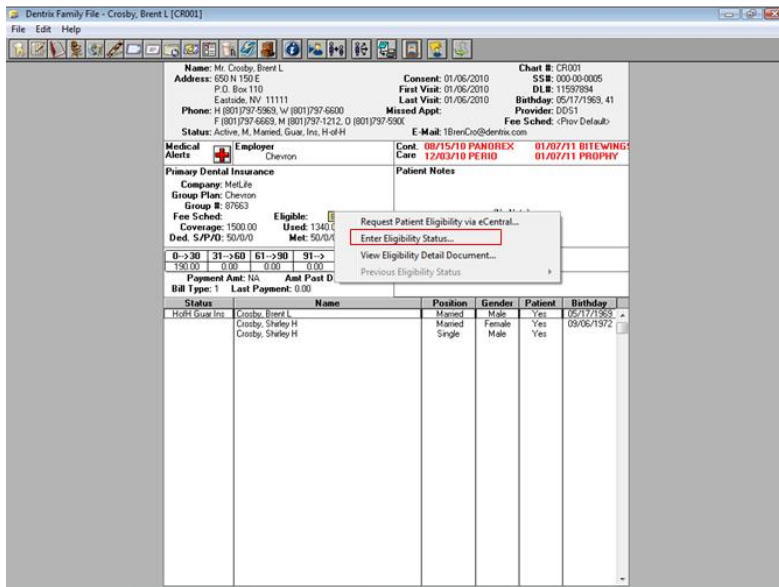 Dentrix Family File - Crosby, Brent L [CR001]
File Edit Help
Name: Mr. Crosby, Brent L Chart #: CR001
Address: 650 N 150 E Consent: 01/06/2010 SS#: 000-00-0005
P.O. Box 110 First Visit: 01/06/2010 DL#: 11597894
Eastside, NV 11111 Last Visit: 01/06/2010 Birthday: 05/17/1969, 41
Phone: H (801)797-5969, W (801)797-6600 Missed Appt: Provider: DDS1
F (801)797-6669, M (801)797-1212, O (801)797-590( Fee Sched: <Prov Default>
Status: Active, M, Married, Guar, Ins, H-of-H E-Mail: 1BrenCro@dentrix.com
Medical Alerts Employer Cont. Care 08/15/10 PANOREX 01/07/11 BITEWINGS
Chevron 12/03/10 PERIO 01/07/11 PROPHY
Primary Dental Insurance Patient Notes
Company: MetLife
Group Plan: Chevron
Group #: 87663
Fee Sched: Eligible:
Coverage: 1500.00 Used: 1340.0
Ded. S/P/O: 50/0/0 Met: 50/0/
Request Patient Eligibility via eCentral...
Enter Eligibility Status...
View Eligibility Detail Document...
Previous Eligibility Status
0-->30 31-->60 61-->90 91-->
190.00 0.00 0.00 0.00
Payment Amt: NA Amt Past D
Bill Type: 1 Last Payment: 0.00
Status Name Position Gender Patient Birthday
HofH Guar Ins Crosby, Brent L Married Male Yes 05/17/1969
Crosby, Shirley H Married Female Yes 09/06/1972
Crosby, Shirley H Single Male Yes